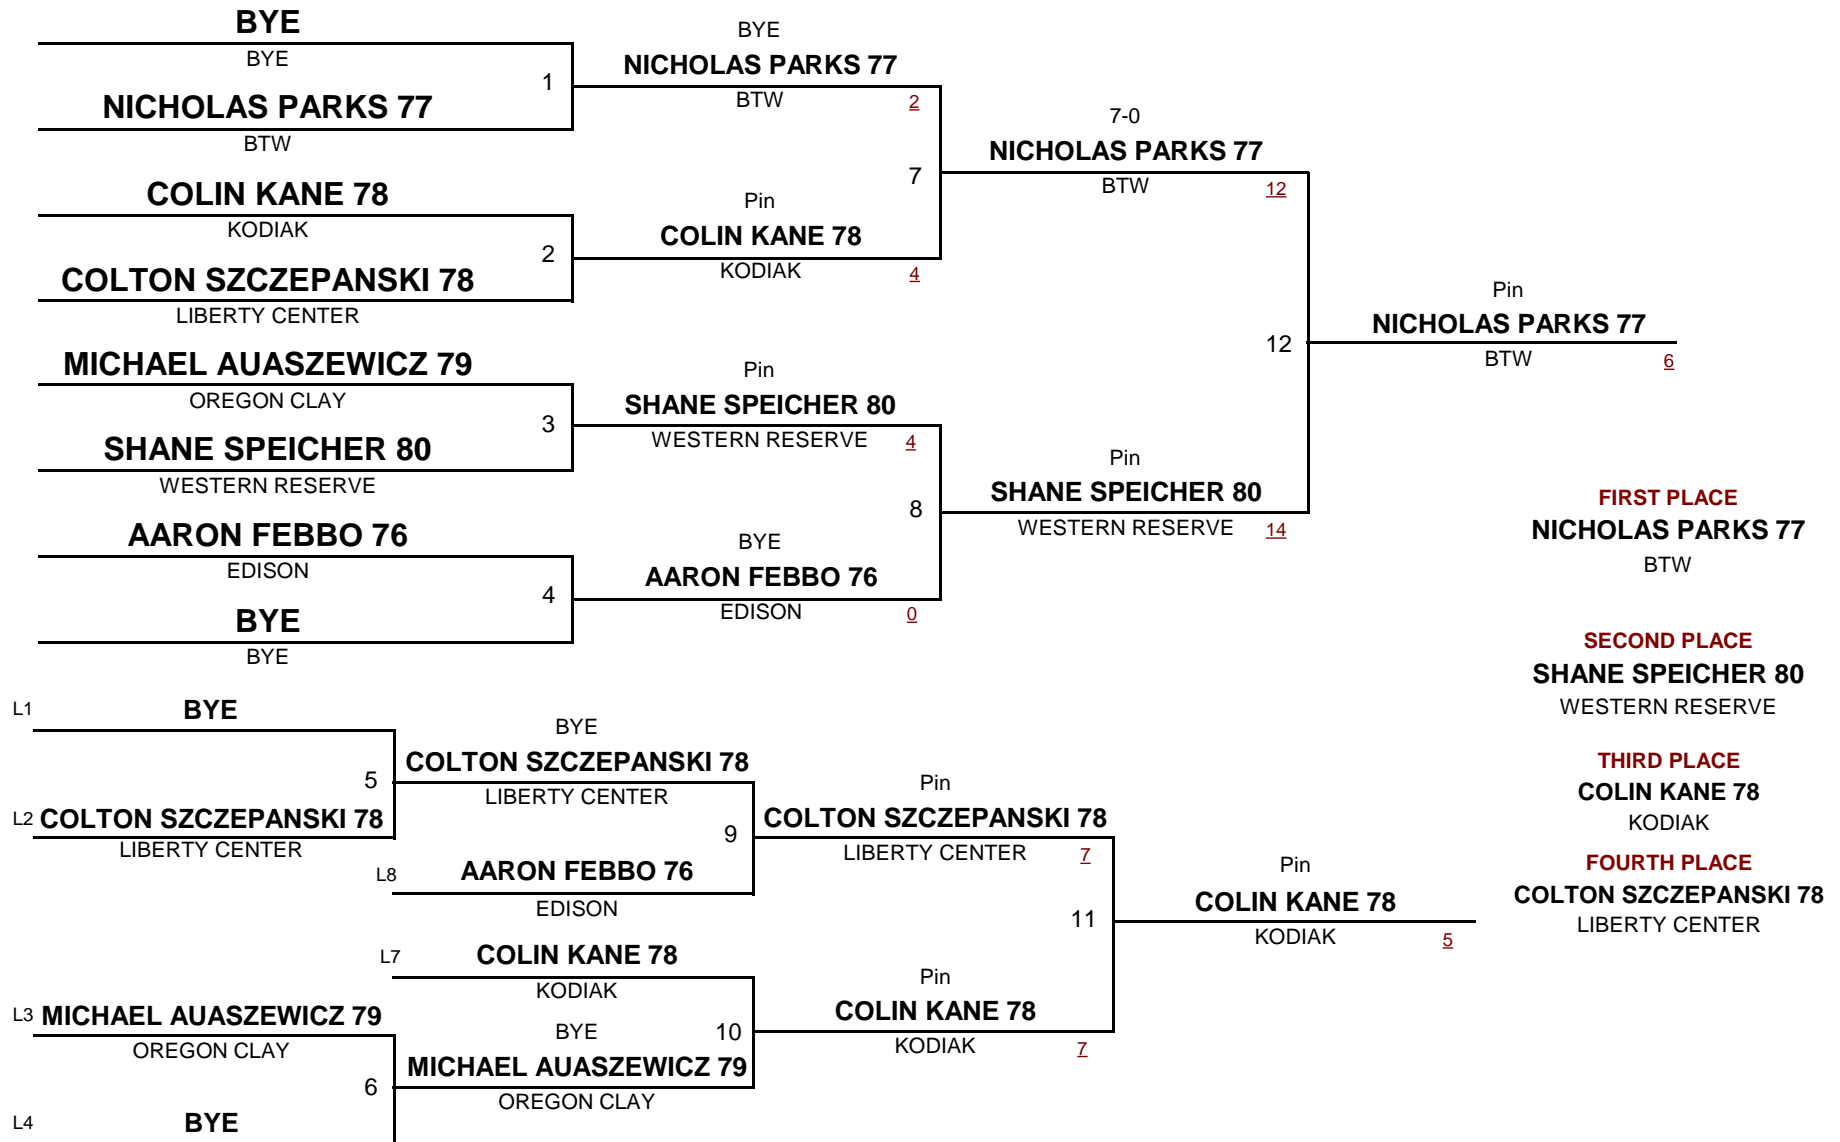 BYE
BYE
1
NICHOLAS PARKS 77
BTW
BYE
NICHOLAS PARKS 77
BTW
2
COLIN KANE 78
KODIAK
2
COLTON SZCZEPANSKI 78
LIBERTY CENTER
Pin
COLIN KANE 78
KODIAK
4
7
7-0
NICHOLAS PARKS 77
BTW
12
MICHAEL AUASZEWICZ 79
OREGON CLAY
3
SHANE SPEICHER 80
WESTERN RESERVE
Pin
SHANE SPEICHER 80
WESTERN RESERVE
4
AARON FEBBO 76
EDISON
4
BYE
BYE
BYE
AARON FEBBO 76
EDISON
0
8
Pin
SHANE SPEICHER 80
WESTERN RESERVE
14
12
Pin
NICHOLAS PARKS 77
BTW
6
FIRST PLACE
NICHOLAS PARKS 77
BTW
SECOND PLACE
SHANE SPEICHER 80
WESTERN RESERVE
THIRD PLACE
COLIN KANE 78
KODIAK
FOURTH PLACE
COLTON SZCZEPANSKI 78
LIBERTY CENTER
L1
BYE
5
L2 COLTON SZCZEPANSKI 78
LIBERTY CENTER
BYE
COLTON SZCZEPANSKI 78
LIBERTY CENTER
9
L8
AARON FEBBO 76
EDISON
Pin
COLTON SZCZEPANSKI 78
LIBERTY CENTER
7
L7
COLIN KANE 78
KODIAK
L3 MICHAEL AUASZEWICZ 79
OREGON CLAY
6
L4
BYE
BYE
10
MICHAEL AUASZEWICZ 79
OREGON CLAY
Pin
COLIN KANE 78
KODIAK
7
11
Pin
COLIN KANE 78
KODIAK
5